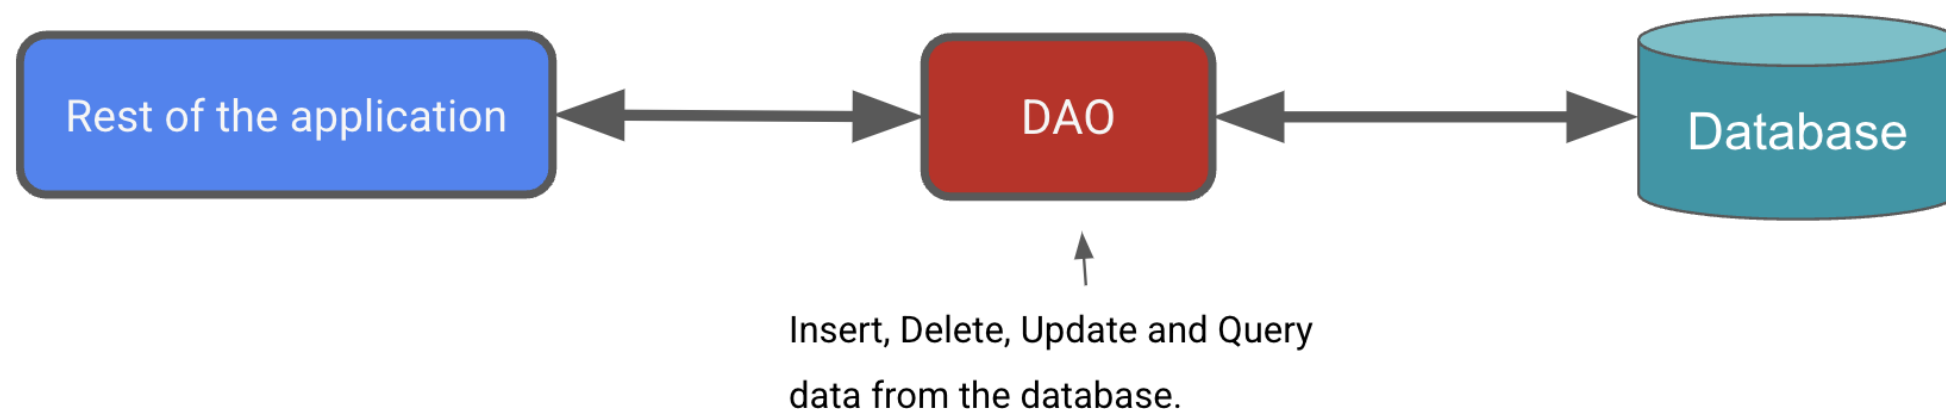 Rest of the application
DAO
Database
Insert, Delete, Update and Query
data from the database.